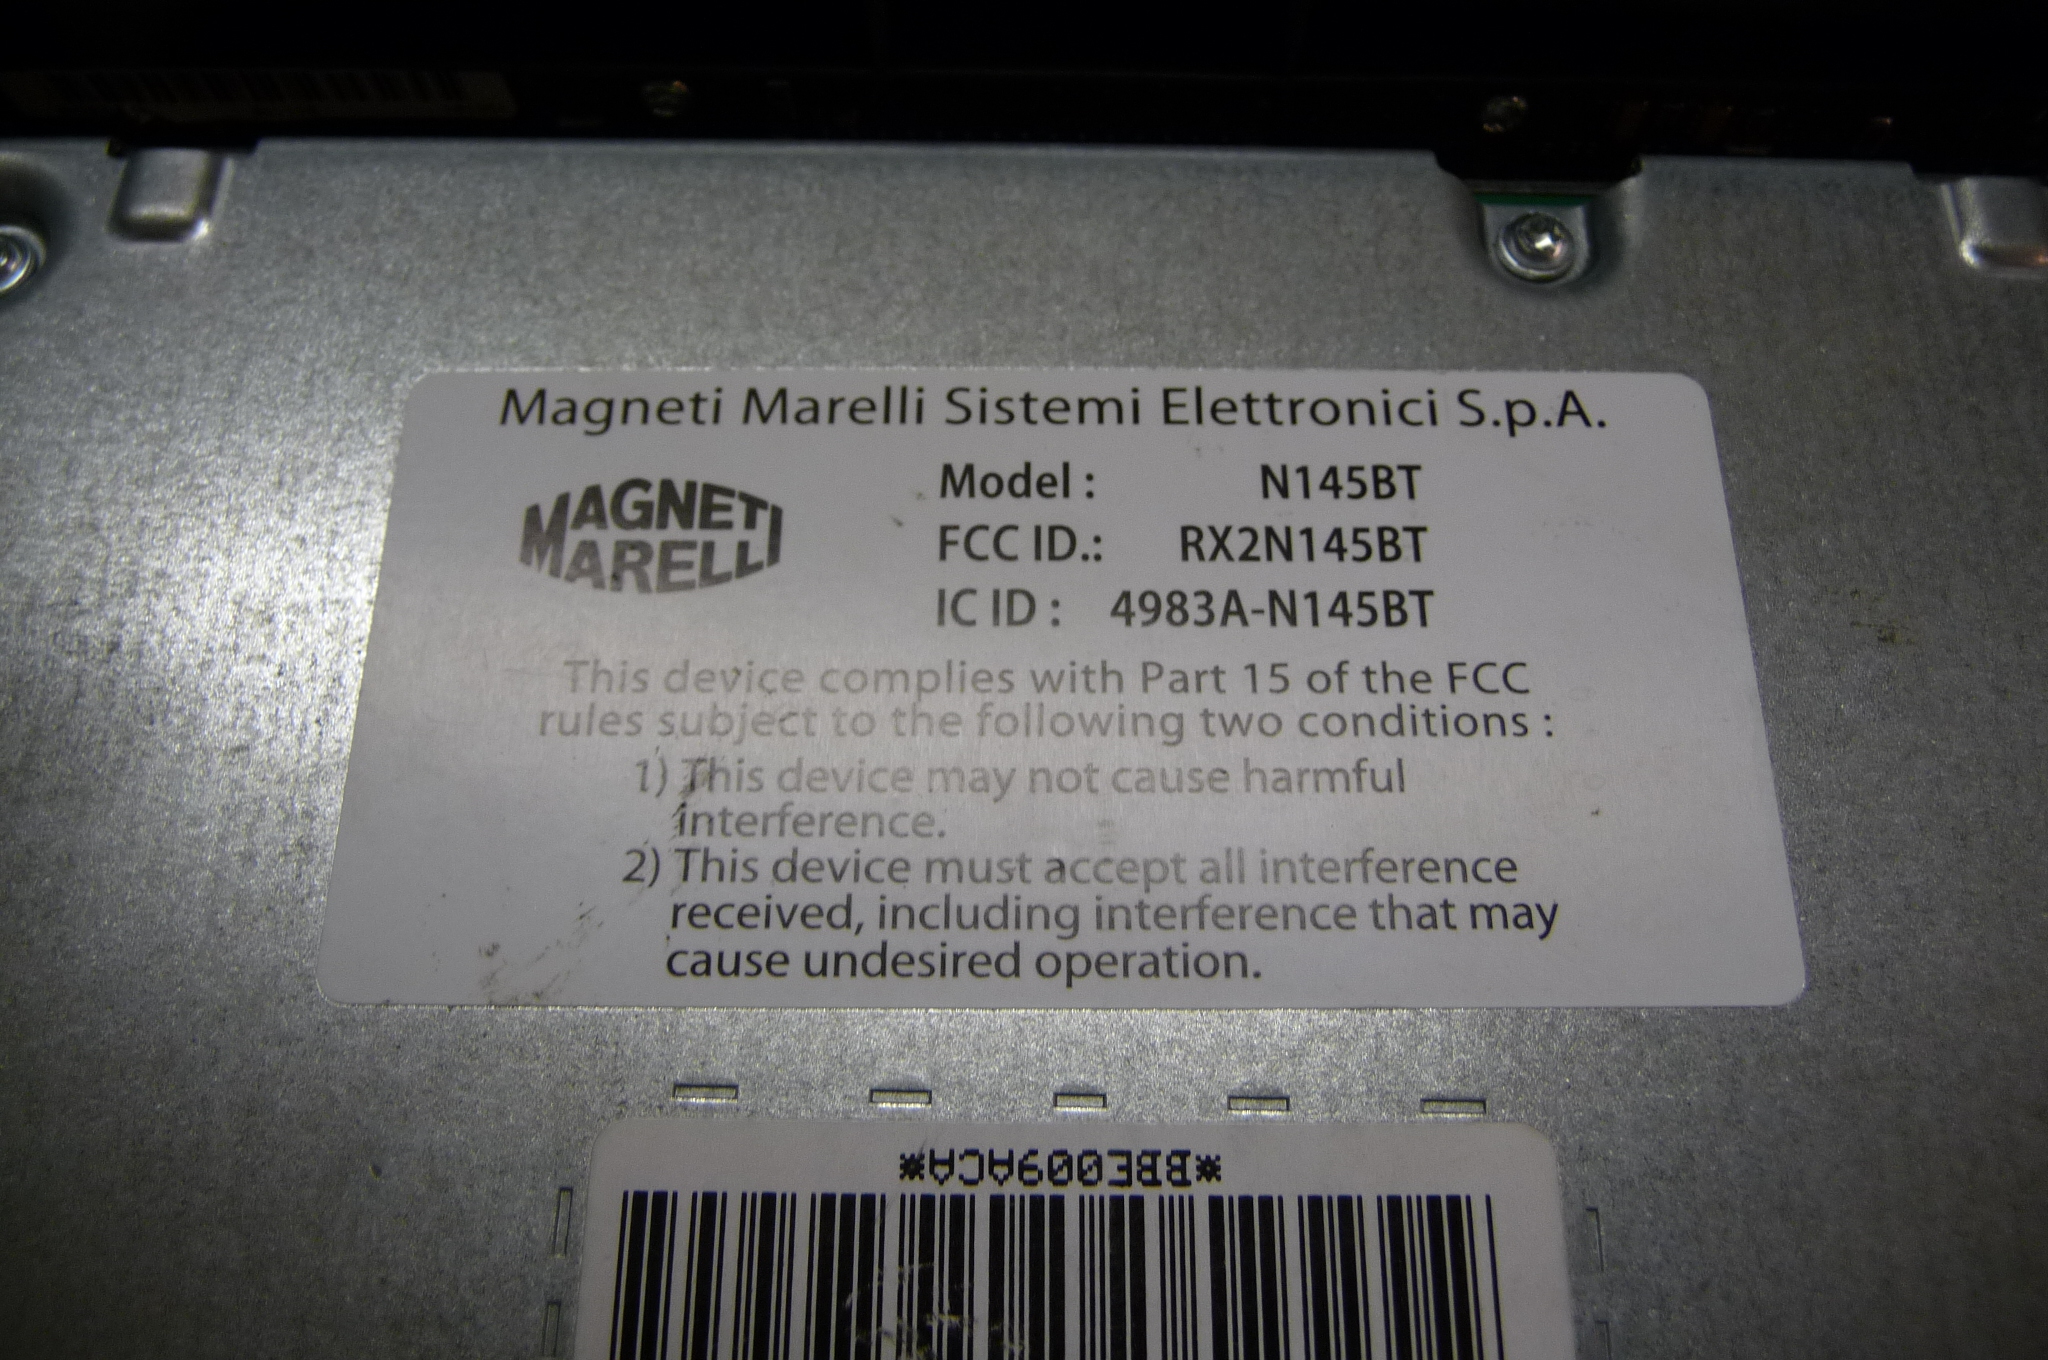 Magneti Marelli Sistemi Elettronici S.p.A.
MAGNETI
MARELLI
Model : N145BT
FCC ID.: RX2N145BT
IC ID : 4983A-N145BT
This device complies with Part 15 of the FCC
rules subject to the following two conditions :
1) This device may not cause harmful
interference.
2) This device must accept all interference
received, including interference that may
cause undesired operation.
*BBE009ACA*